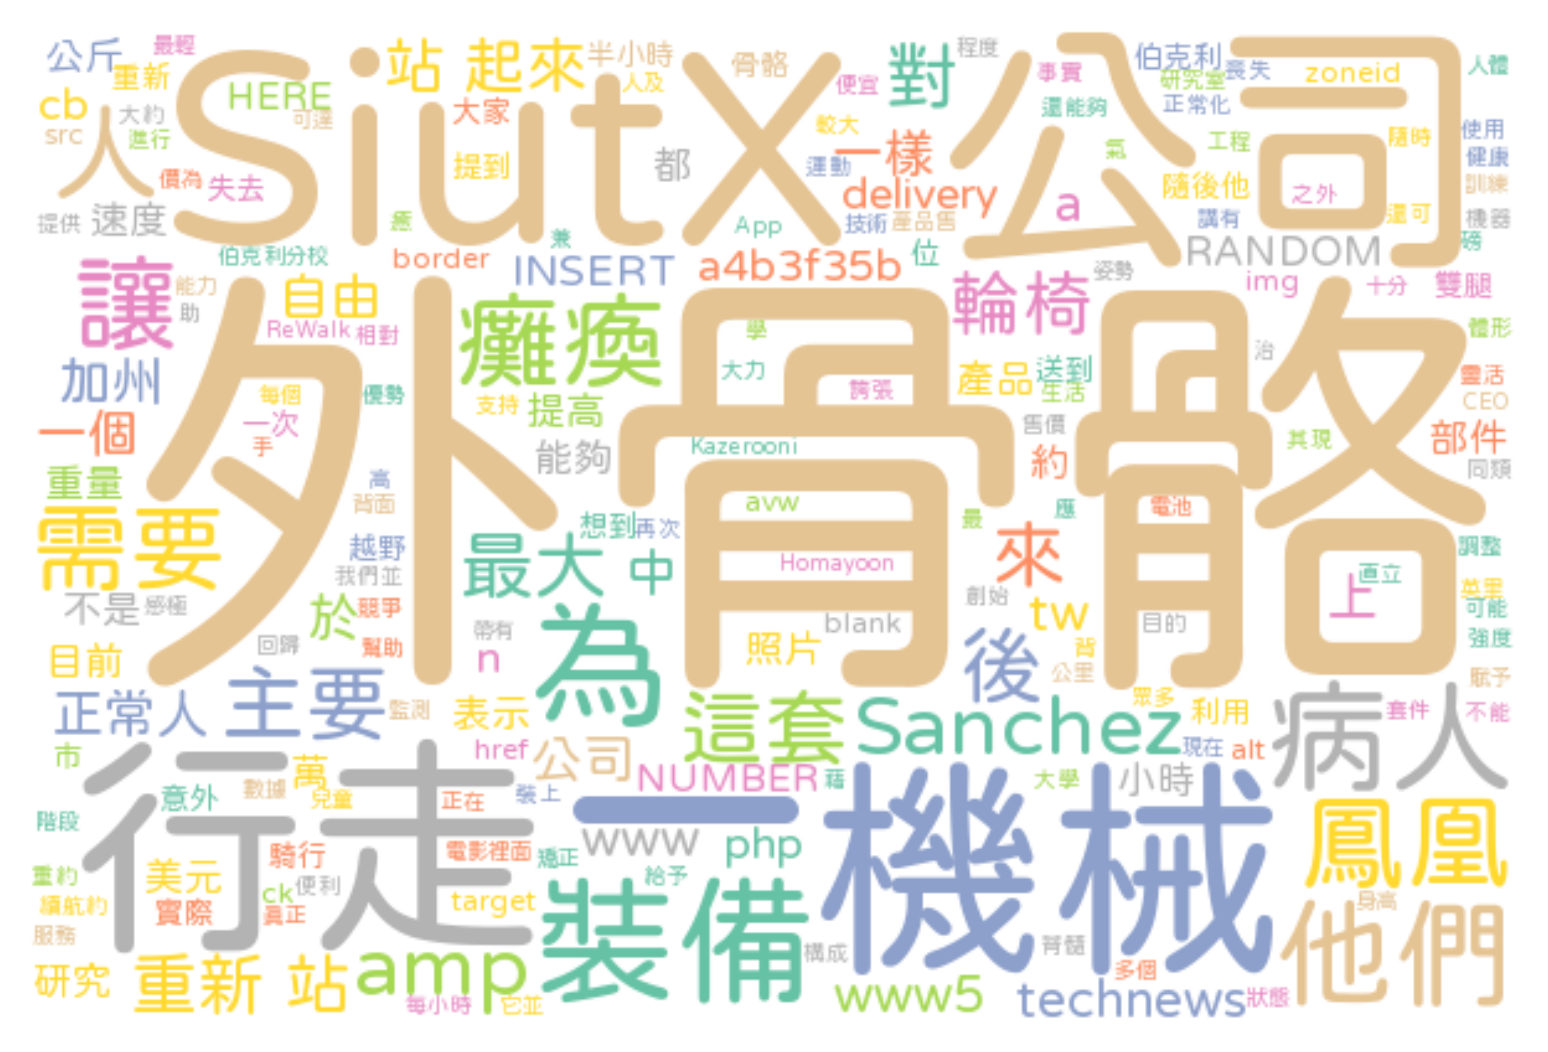 公斤 最輕 站 起來 半小時 骨骼 對 程度 伯克利 喪失 zoneid 人體
重新 HERE 人及 便宜 事實 研究室
cb 大約 可達 大家 較大 還能夠 正常化 使用
src 人 進行 SiutX 公司 一樣 氣 工程 隨時 健康
價為 失去 提到 都 運動 delivery a 隨後他 之外 訓練
提供 速度 癒 兼 App 技術 產品售 講有 還可 機器
伯克利分校 border INSERT a4b3f35b 位 RANDOM 磅
讓 能力 自由 癱瘓 輪椅 姿勢 img 十分 雙腿
助 ReWalk 相對 學 治 體形
加州 每個 優勢 大力 產品 送到 靈活
支持 提高 誇張 生活 CEO
一個 一次 手 能夠 Kazerooni 售價 其現 部件
重量 高 外骨骼 約 同類
背面 avw 最 應 電池
需要 越野 想到 再次 來 調整
我們並 最大 中 Homayoon 上 直立 英里
不是 感極 於 競爭 創始 tw 目的 可能
回歸 幫助 帶有 為 照片 blank 後 背 強度
目前 n 公里 賦予
正常人 主要 監測 表示 這套 Sanchez 眾多 利用 病人 套件 不能
市 href 公司 現在 alt
意外 數據 萬 NUMBER 藉 大學 小時
兒童 正在 裝上 一 機械
階段 行走 www php 鳳凰
美元 騎行 電影裡面 矯正
重約 ck 便利 給予
續航約 實際 真正 target 身高
服務 裝備 構成 脊髓 他們
研究 重新 站 amp www5 多個
每小時 它並 technews 狀態